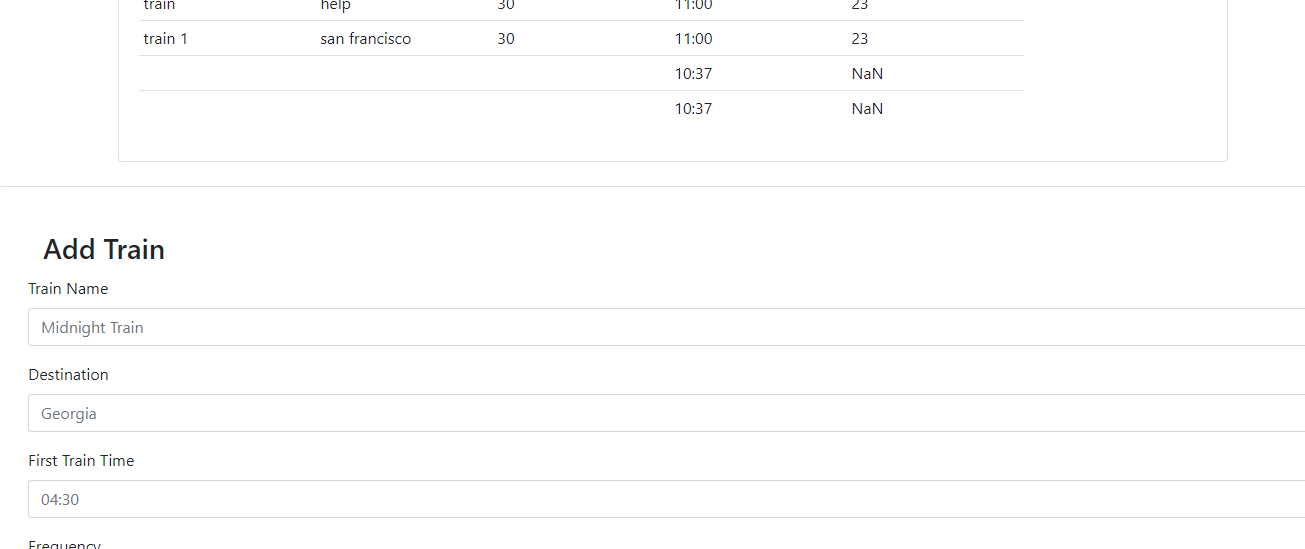 train help 30 11:00 23
train 1 san francisco 30 11:00 23
10:37 NaN
10:37 NaN
Add Train
Train Name
Midnight Train
Destination
Georgia
First Train Time
04:30
Frequency